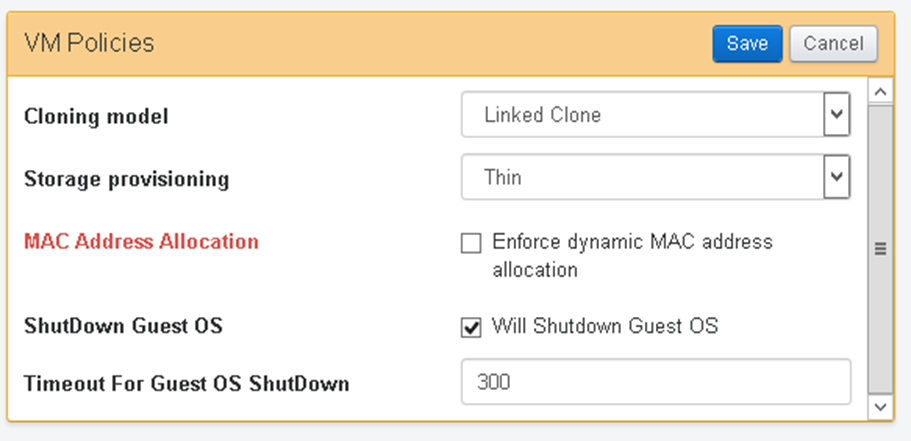 VM Policies
Save
Cancel
Cloning model
Linked Clone
Storage provisioning
Thin
MAC Address Allocation
Enforce dynamic MAC address
allocation
ShutDown Guest OS
Will Shutdown Guest OS
Timeout For Guest OS ShutDown
300